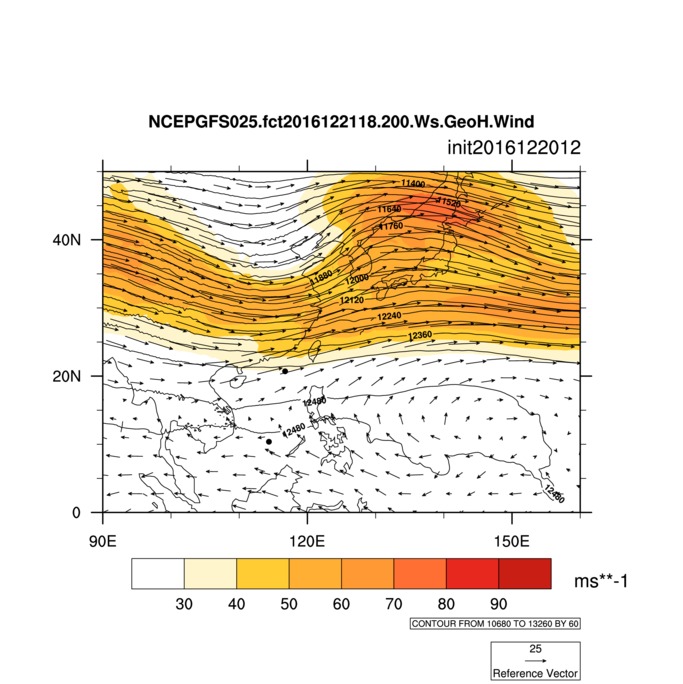 NCEPGFS025.fct2016122118.200.Ws.GeoH.Wind
init2016122012
11400
11520
11640
11760
40N
11880
12000
12120
12240
12360
20N
12480
12480
12480
0
90E 120E 150E
ms**-1
30 40 50 60 70 80 90
CONTOUR FROM 10680 TO 13260 BY 60
25
Reference Vector